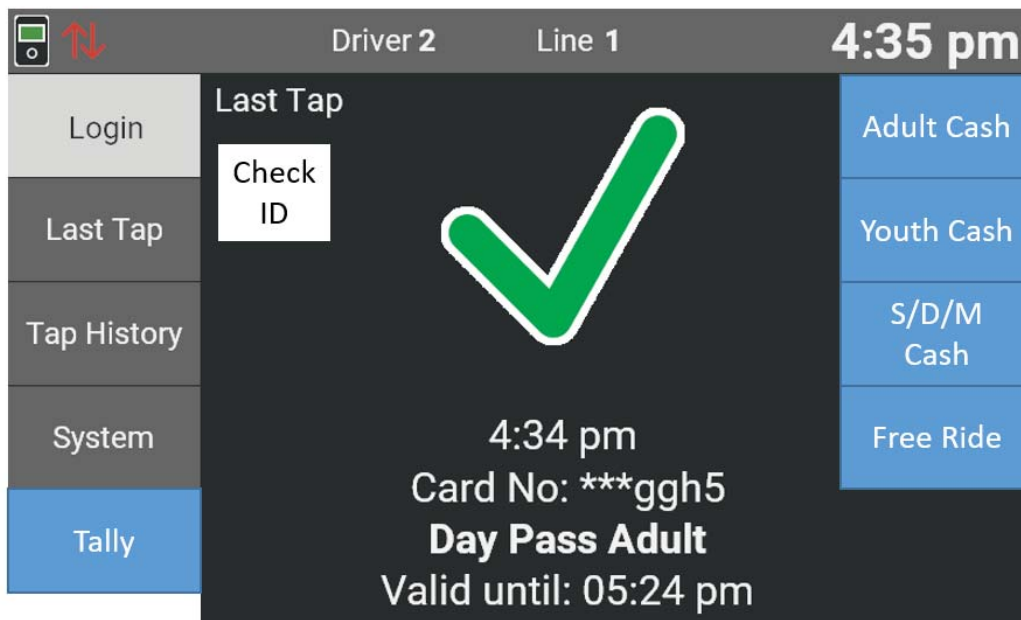 Driver 2 Line 1 4:35 pm
Login
Last Tap
Tap History
System
Tally
Last Tap
Check
ID
4:34 pm
Card No: ***ggh5
Day Pass Adult
Valid until: 05:24 pm
Adult Cash
Youth Cash
S/D/M
Cash
Free Ride